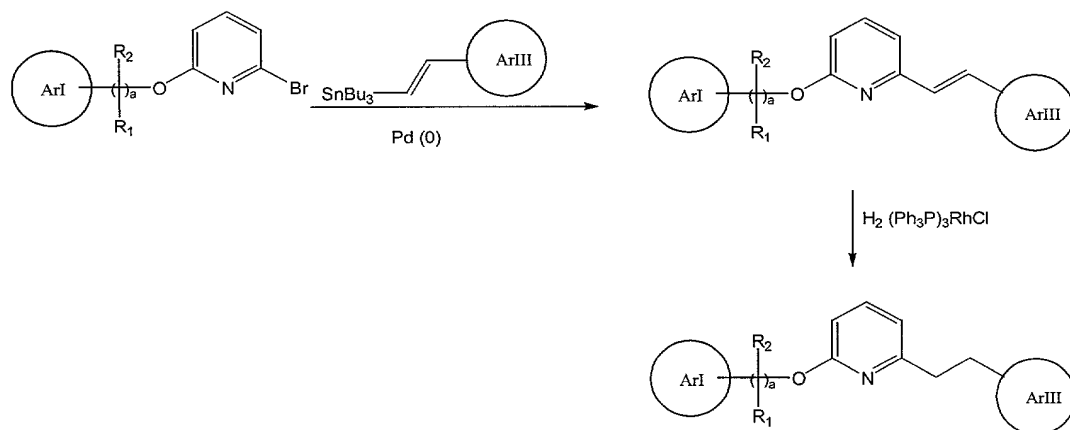 ArI
R2
( )a
R1
O
N
Br
SnBu3
ArIII
Pd (0)
ArI
R2
( )a
R1
O
N
ArIII
H2 (Ph3P)3RhCl
ArI
R2
( )a
R1
O
N
ArIII